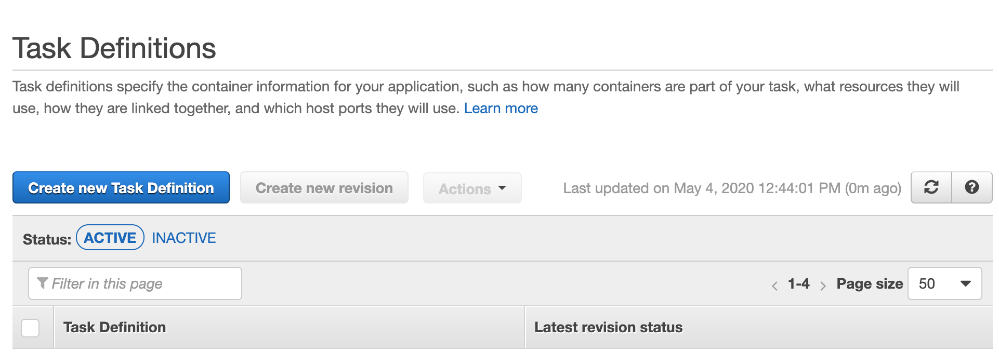 Task Definitions
Task definitions specify the container information for your application, such as how many containers are part of your task, what resources they will
use, how they are linked together, and which host ports they will use. Learn more
Create new Task Definition Create new revision Actions Last updated on May 4, 2020 12:44:01 PM (0m ago)
Status: ACTIVE INACTIVE
Filter in this page 1-4 Page size 50
Task Definition Latest revision status